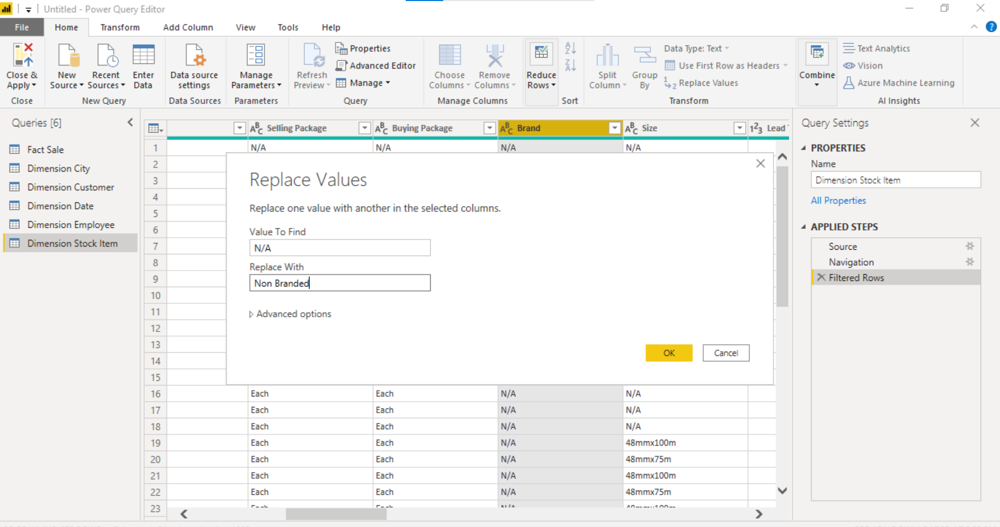 Untitled - Power Query Editor
File
Home
Transform
Add Column
View
Tools
Help
Close &
Apply
Close
New
Source
Recent
Sources
Enter
Data
New Query
Data source
settings
Data Sources
Manage
Parameters
Parameters
Refresh
Preview
Properties
Advanced Editor
Manage
Query
Choose
Columns
Remove
Columns
Manage Columns
Reduce
Rows
Sort
Split
Column
Group
By
Data Type: Text
Use First Row as Headers
Replace Values
Transform
Combine
Text Analytics
Vision
Azure Machine Learning
AI Insights
Queries [6]
Fact Sale
Dimension City
Dimension Customer
Dimension Date
Dimension Employee
Dimension Stock Item
Selling Package
Buying Package
Brand
Size
Lead
1 N/A N/A N/A N/A
2
3
4
5
6
7
8
9
10
11
12
13
14
15
16 Each Each N/A N/A
17 Each Each N/A N/A
18 Each Each N/A N/A
19 Each Each N/A 48mmx100m
20 Each Each N/A 48mmx75m
21 Each Each N/A 48mmx100m
22 Each Each N/A 48mmx75m
23
Replace Values
Replace one value with another in the selected columns.
Value To Find
N/A
Replace With
Non Branded
Advanced options
OK
Cancel
Query Settings
PROPERTIES
Name
Dimension Stock Item
All Properties
APPLIED STEPS
Source
Navigation
Filtered Rows